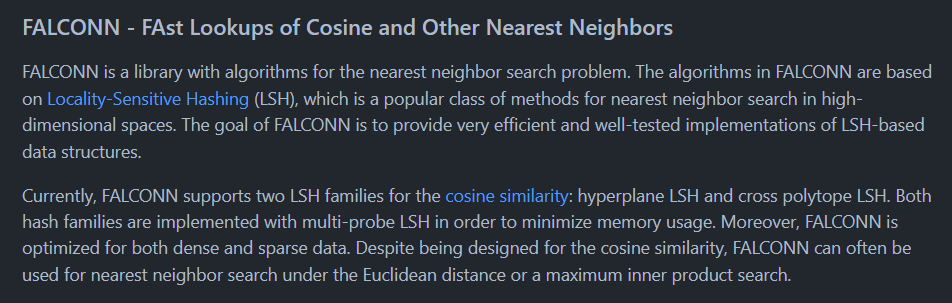 FALCONN - FAst Lookups of Cosine and Other Nearest Neighbors
FALCONN is a library with algorithms for the nearest neighbor search problem. The algorithms in FALCONN are based
on Locality-Sensitive Hashing (LSH), which is a popular class of methods for nearest neighbor search in high-
dimensional spaces. The goal of FALCONN is to provide very efficient and well-tested implementations of LSH-based
data structures.
Currently, FALCONN supports two LSH families for the cosine similarity: hyperplane LSH and cross polytope LSH. Both
hash families are implemented with multi-probe LSH in order to minimize memory usage. Moreover, FALCONN is
optimized for both dense and sparse data. Despite being designed for the cosine similarity, FALCONN can often be
used for nearest neighbor search under the Euclidean distance or a maximum inner product search.